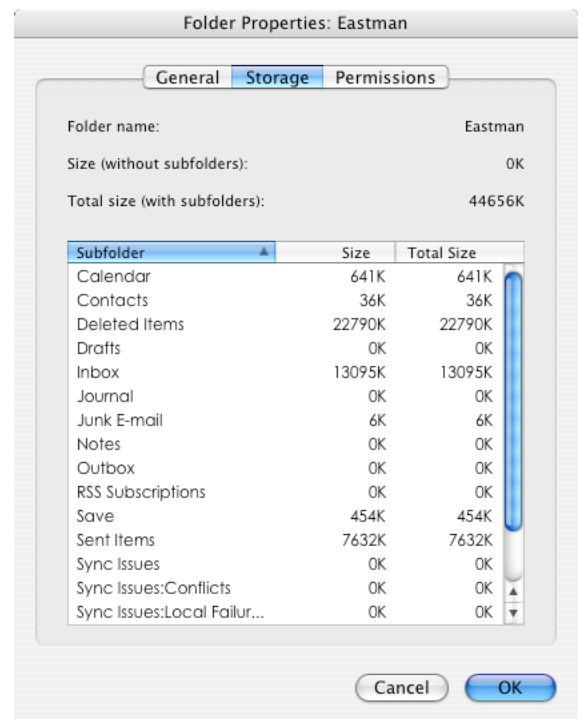 Folder Properties: Eastman
General Storage Permissions
Folder name: Eastman
Size (without subfolders): 0K
Total size (with subfolders): 44656K
Subfolder Size Total Size
Calendar 641K 641K
Contacts 36K 36K
Deleted Items 22790K 22790K
Drafts 0K 0K
Inbox 13095K 13095K
Journal 0K 0K
Junk E-mail 6K 6K
Notes 0K 0K
Outbox 0K 0K
RSS Subscriptions 0K 0K
Save 454K 454K
Sent Items 7632K 7632K
Sync Issues 0K 0K
Sync Issues:Conflicts 0K 0K
Sync Issues:Local Failur... 0K 0K
Cancel OK